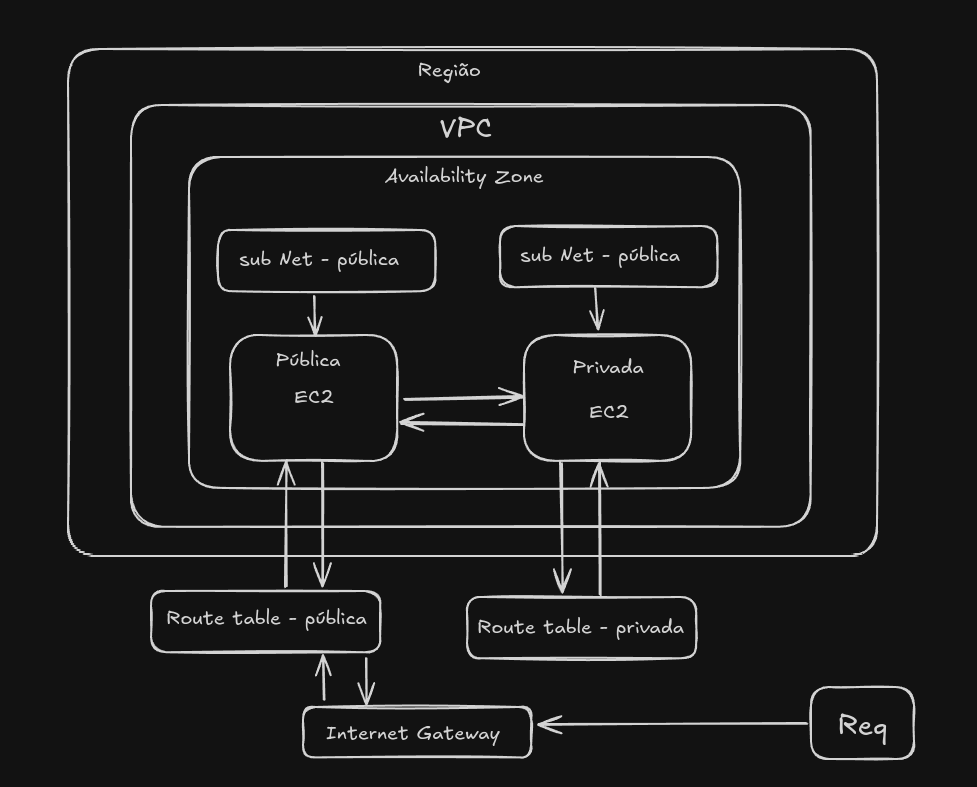 Região
VPC
Availability Zone
sub Net - pública
sub Net - pública
Pública
EC2
Privada
EC2
Route table - pública
Route table - privada
Internet Gateway
Req